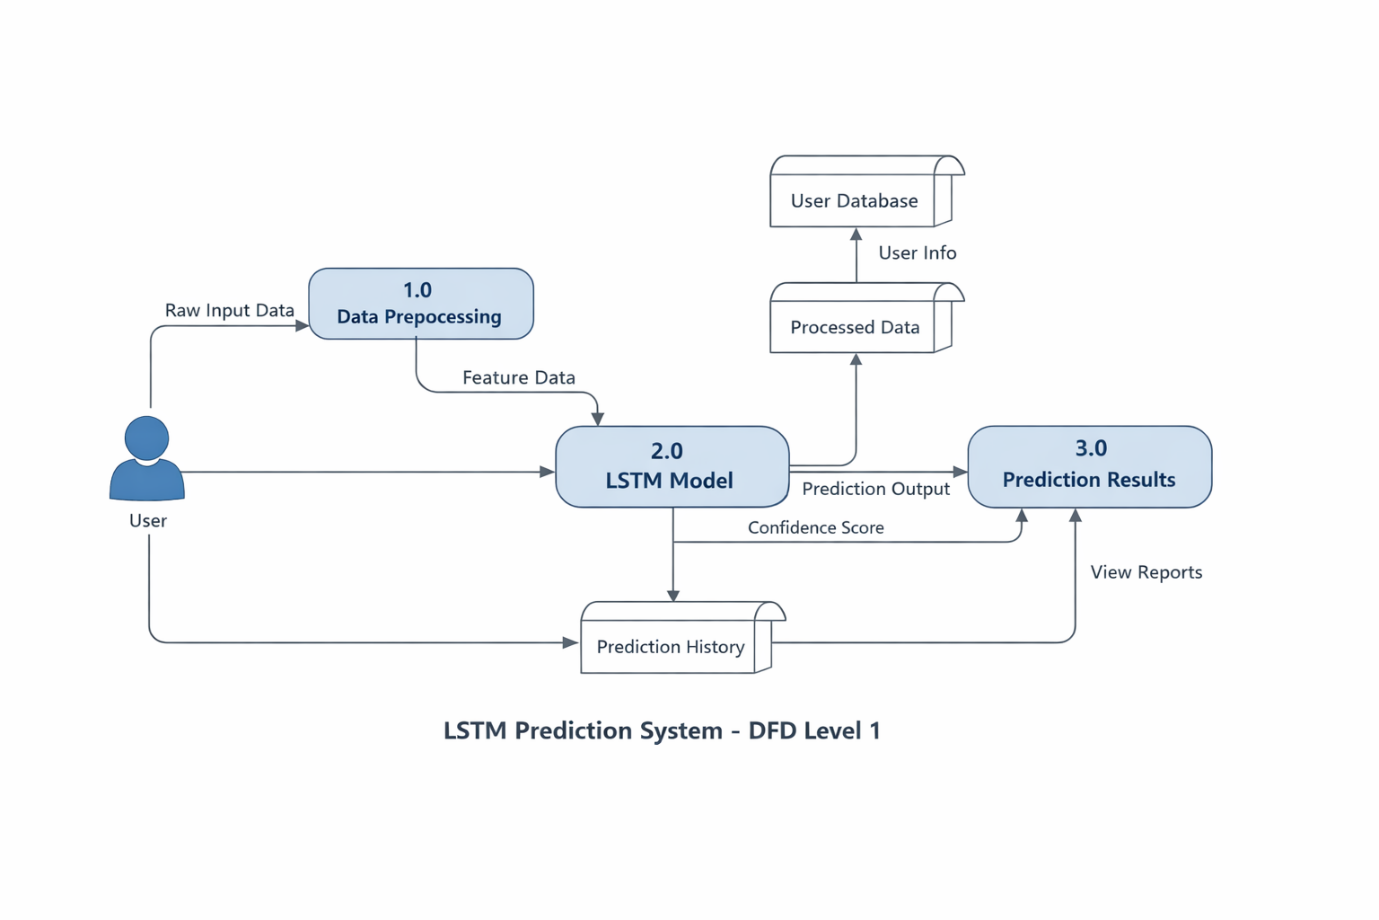 User Database
User Info
1.0
Data Prepocessing
Raw Input Data
Processed Data
Feature Data
2.0
LSTM Model
3.0
Prediction Results
Prediction Output
User
Confidence Score
View Reports
Prediction History
LSTM Prediction System - DFD Level 1